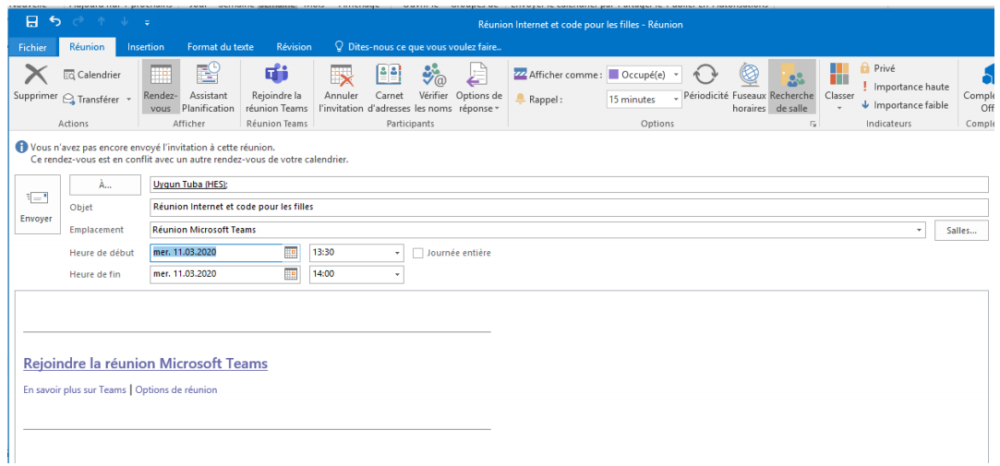 Réunion Internet et code pour les filles - Réunion
Fichier Réunion Insertion Format du texte Révision Dites-nous ce que vous voulez faire..
Supprimer Calendrier Transférer
Actions
Rendez-vous Assistant Planification
Afficher
Rejoindre la réunion Teams
Réunion Teams
Annuler l'invitation Carnet d'adresses Vérifier les noms Options de réponse
Participants
Afficher comme : Occupé(e)
Rappel : 15 minutes
Périodicité Fuseaux horaires Recherche de salle
Options
Classer Privé
Importance haute
Importance faible
Indicateurs
Vous n'avez pas encore envoyé l'invitation à cette réunion.
Ce rendez-vous est en conflit avec un autre rendez-vous de votre calendrier.
Envoyer
À... Uygun Tuba (HES);
Objet Réunion Internet et code pour les filles
Emplacement Réunion Microsoft Teams Salles...
Heure de début mer. 11.03.2020 13:30 Journée entière
Heure de fin mer. 11.03.2020 14:00
Rejoindre la réunion Microsoft Teams
En savoir plus sur Teams | Options de réunion